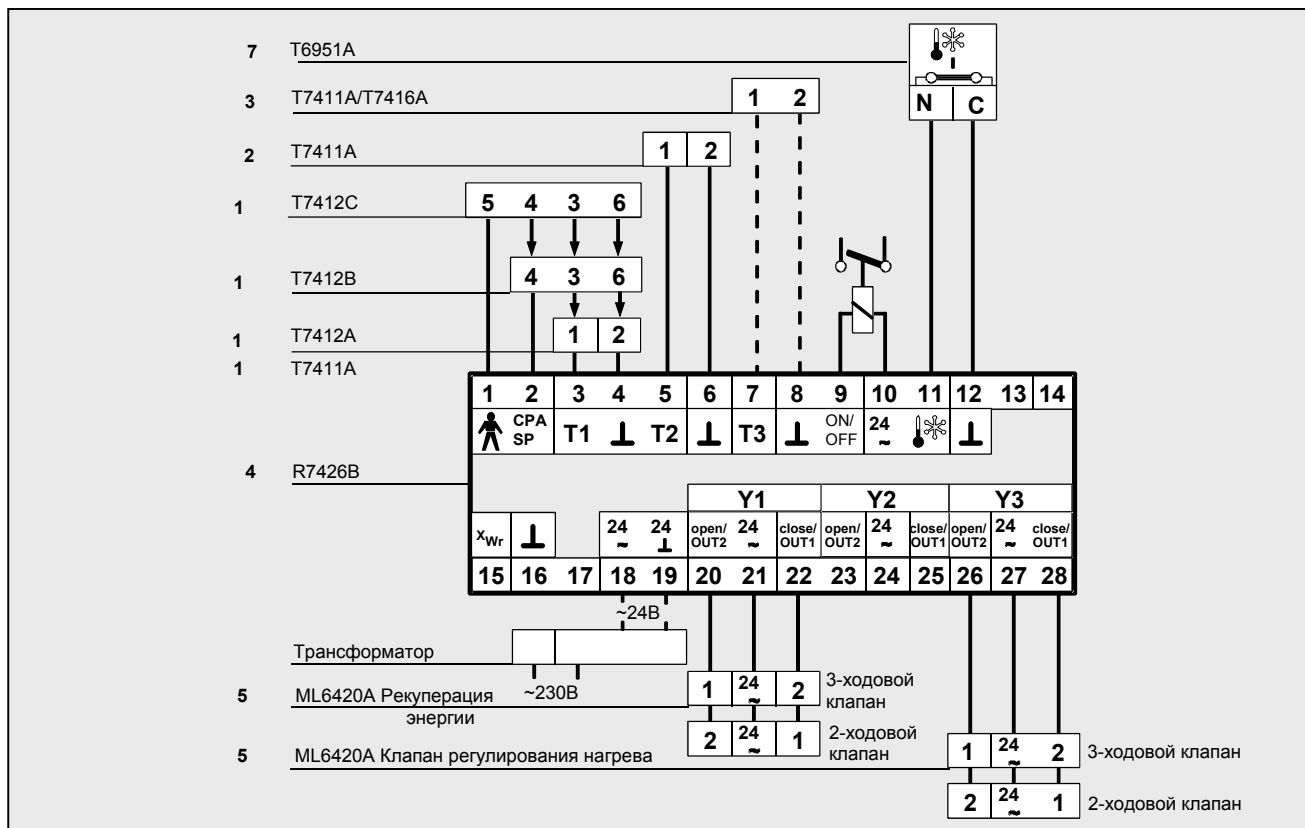 7 T6951A
N C
3 T7411A/T7416A 1 2
2 T7411A 1 2
1 T7412C 5 4 3 6
1 T7412B 4 3 6
1 T7412A 1 2
1 T7411A
1 2 3 4 5 6 7 8 9 10 11 12 13 14
CPA SP T1 T2 T3 ON/OFF 24 ~
4 R7426B
Y1 Y2 Y3
xWr 24 ~ 24 open/OUT2 24 ~ close/OUT1 open/OUT2 24 ~ close/OUT1 open/OUT2 24 ~ close/OUT1
15 16 17 18 19 20 21 22 23 24 25 26 27 28
~24В
Трансформатор
~230В
5 ML6420A Рекуперация
энергии
1 24 ~ 2 3-ходовой
клапан
2 24 ~ 1 2-ходовой
клапан
5 ML6420A Клапан регулирования нагрева
1 24 ~ 2 3-ходовой клапан
2 24 ~ 1 2-ходовой клапан